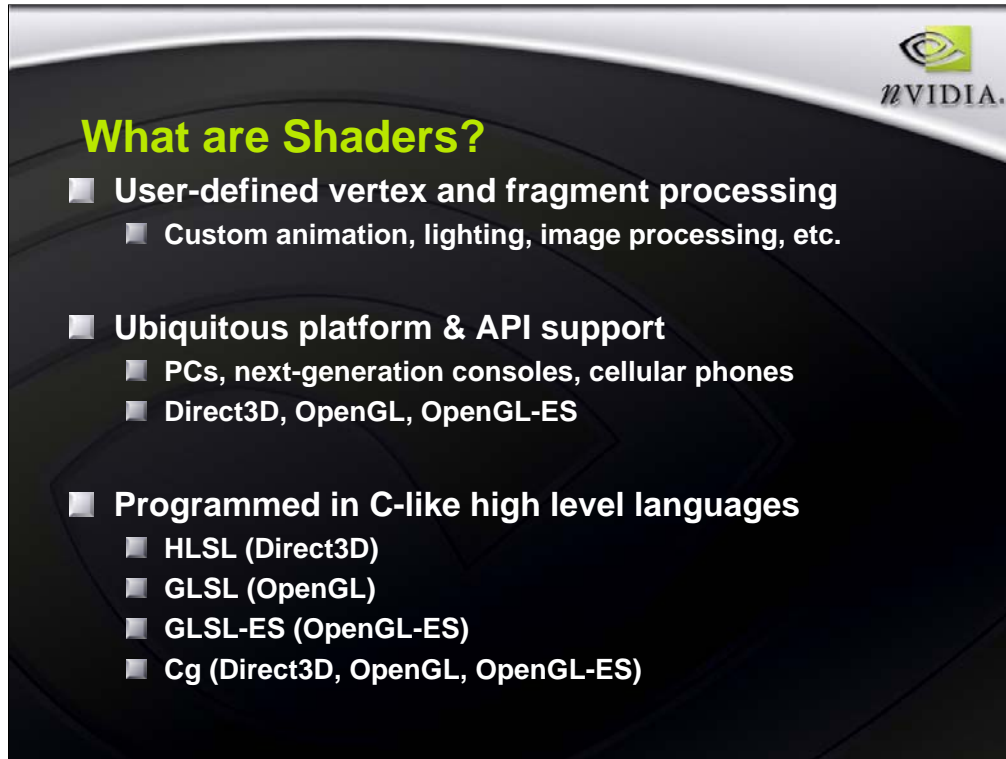 nVIDIA.
What are Shaders?
User-defined vertex and fragment processing
Custom animation, lighting, image processing, etc.
Ubiquitous platform & API support
PCs, next-generation consoles, cellular phones
Direct3D, OpenGL, OpenGL-ES
Programmed in C-like high level languages
HLSL (Direct3D)
GLSL (OpenGL)
GLSL-ES (OpenGL-ES)
Cg (Direct3D, OpenGL, OpenGL-ES)